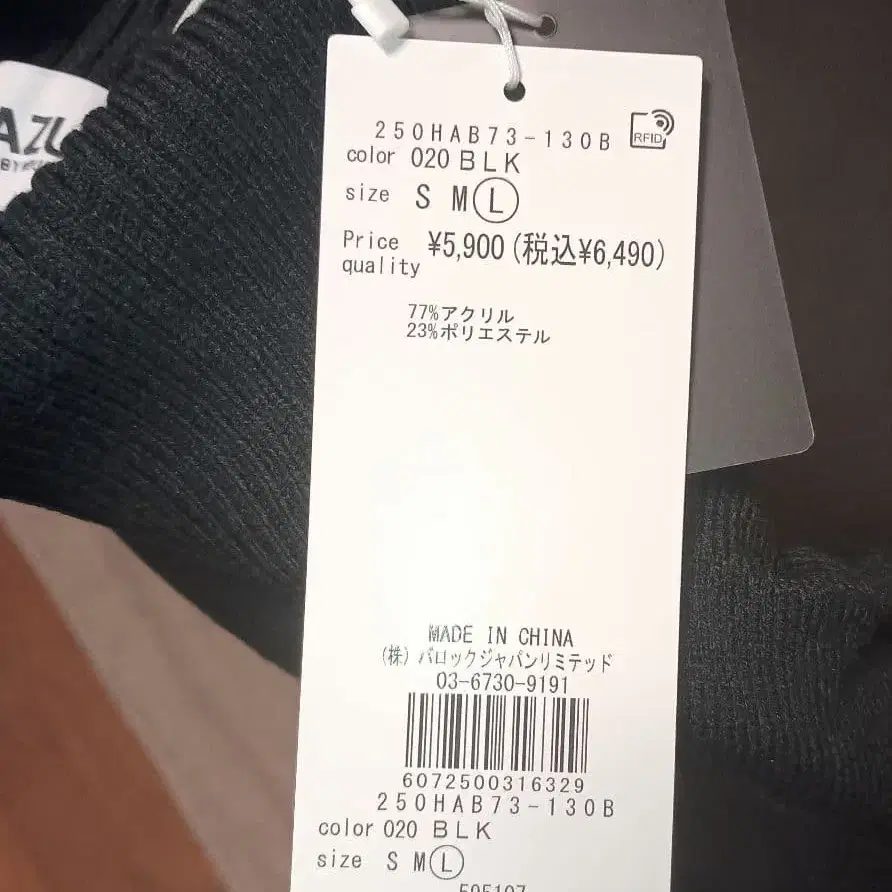 250HAB73-130B
RFID
color 020 BLK
size S M L
Price ¥5,900(税込¥6,490)
quality
77%アクリル
23%ポリエステル
MADE IN CHINA
(株)バロックジャパンリミテッド
03-6730-9191
6072500316329
250HAB73-130B
color 020 BLK
size S M L
AZU
BY